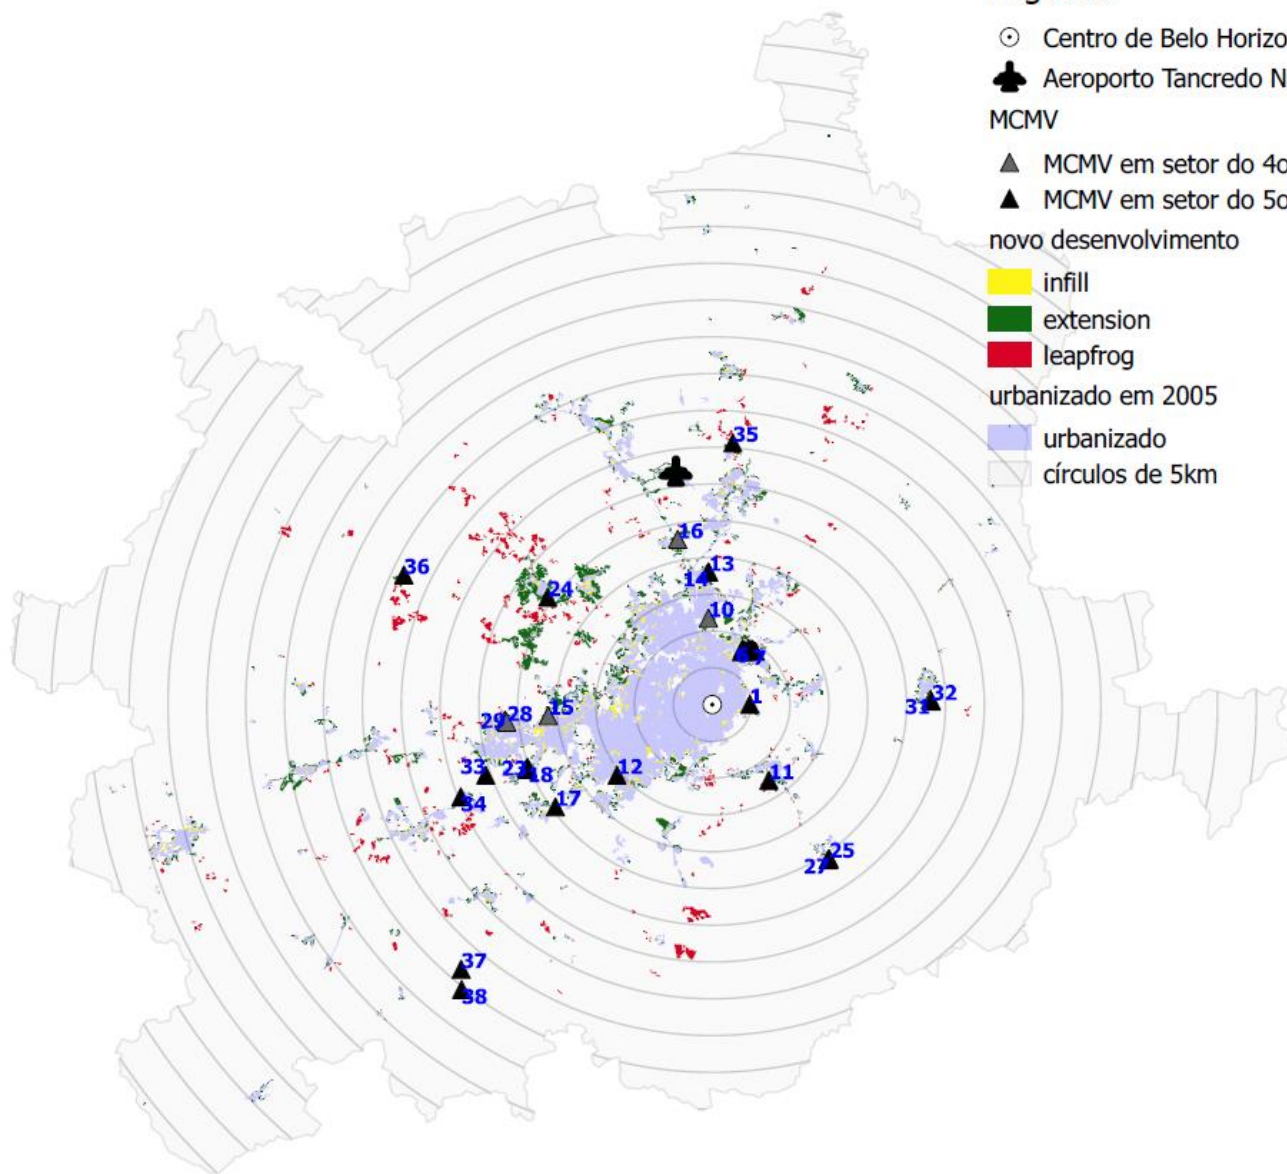 Centro de Belo Horizo
Aeroporto Tancredo N
MCMV
MCMV em setor do 4o
MCMV em setor do 5o
novo desenvolvimento
infill
extension
leapfrog
urbanizado em 2005
urbanizado
círculos de 5km
35
16
36
13
14
24
10
1
32
31
15
28
29
12
33
23
18
11
34
17
25
27
37
38